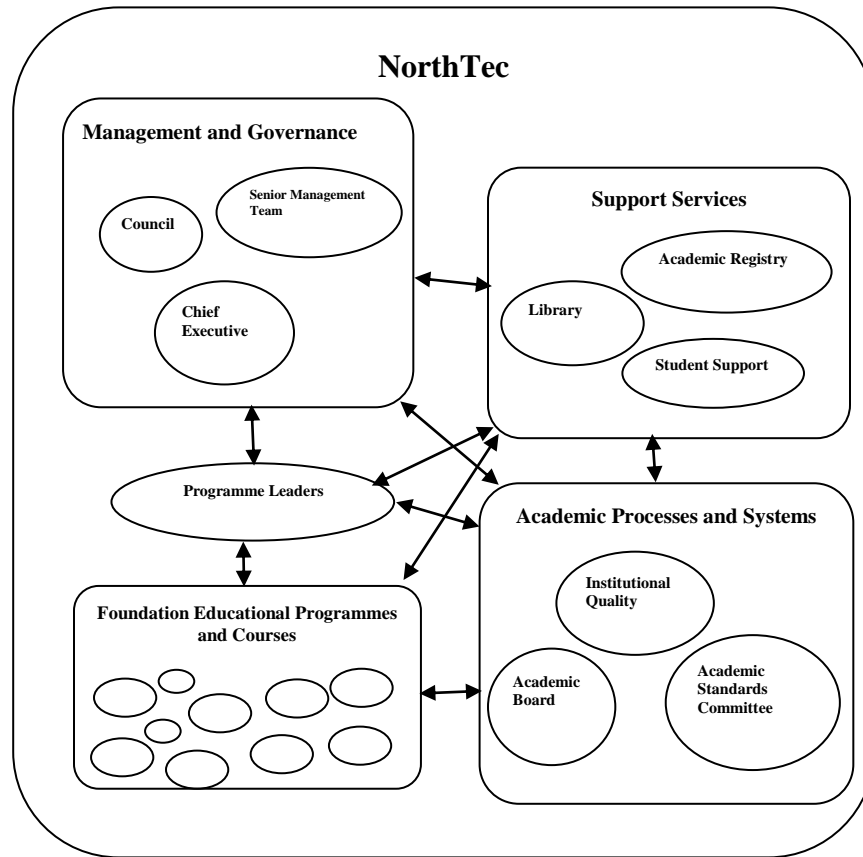 NorthTec
Management and Governance
Senior Management
Team
Council
Chief
Executive
Support Services
Academic Registry
Library
Student Support
Programme Leaders
Academic Processes and Systems
Institutional
Quality
Academic
Board
Academic
Standards
Committee
Foundation Educational Programmes
and Courses